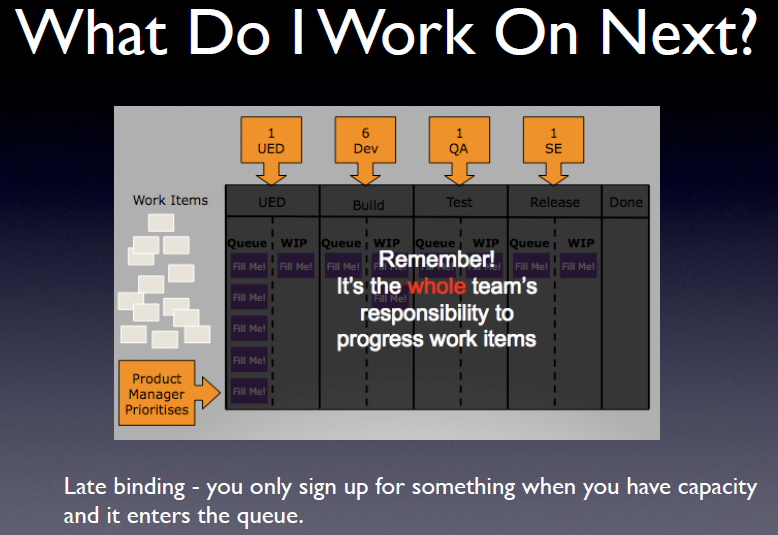 What Do I Work On Next?
1
UED
6
Dev
1
QA
1
SE
Work Items
UED
Build
Test
Release
Done
Queue
WIP
Queue
WIP
Queue
WIP
Queue
WIP
Fill Me!
Fill Me!
Fill Me!
Fill Me!
Fill Me!
Fill Me!
Remember!
It's the whole team's
responsibility to
progress work items
Fill Me!
Fill Me!
Fill Me!
Fill Me!
Fill Me!
Product
Manager
Prioritises
Late binding - you only sign up for something when you have capacity
and it enters the queue.